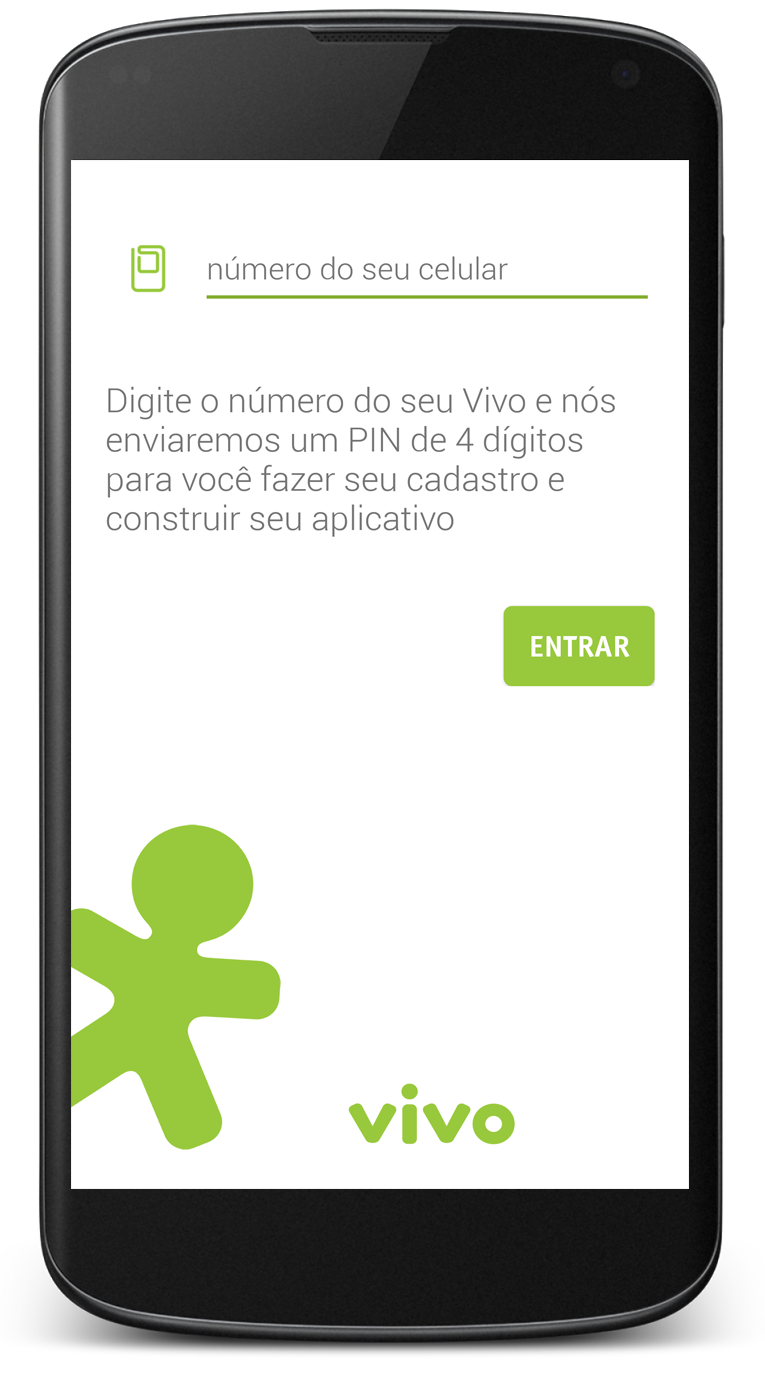 número do seu celular
Digite o número do seu Vivo e nós
enviaremos um PIN de 4 dígitos
para você fazer seu cadastro e
construir seu aplicativo
ENTRAR
vivo